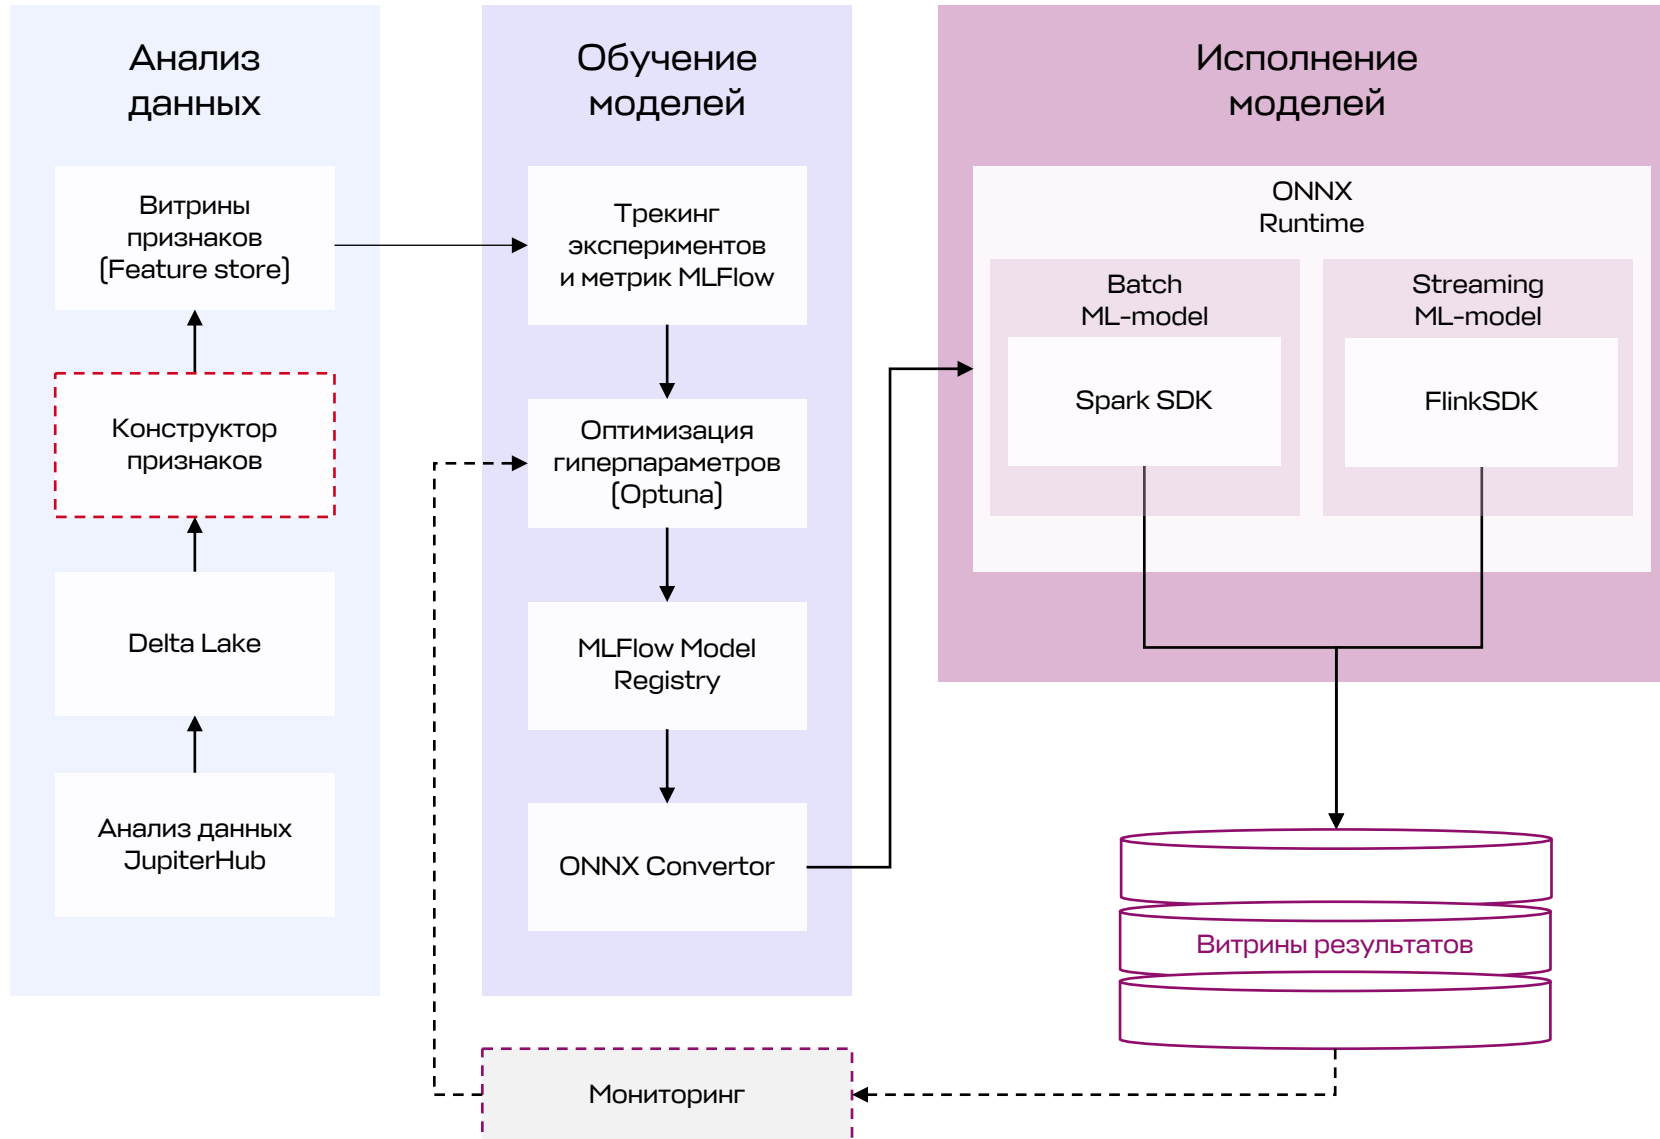 Анализ
данных
Витрины
признаков
(Feature store)
Конструктор
признаков
Delta Lake
Анализ данных
JupiterHub
Обучение
моделей
Трекинг
экспериментов
и метрик MLFlow
Оптимизация
гиперпараметров
(Optuna)
MLFlow Model
Registry
ONNX Convertor
Исполнение
моделей
ONNX
Runtime
Batch
ML-model
Spark SDK
Streaming
ML-model
FlinkSDK
Витрины результатов
Мониторинг